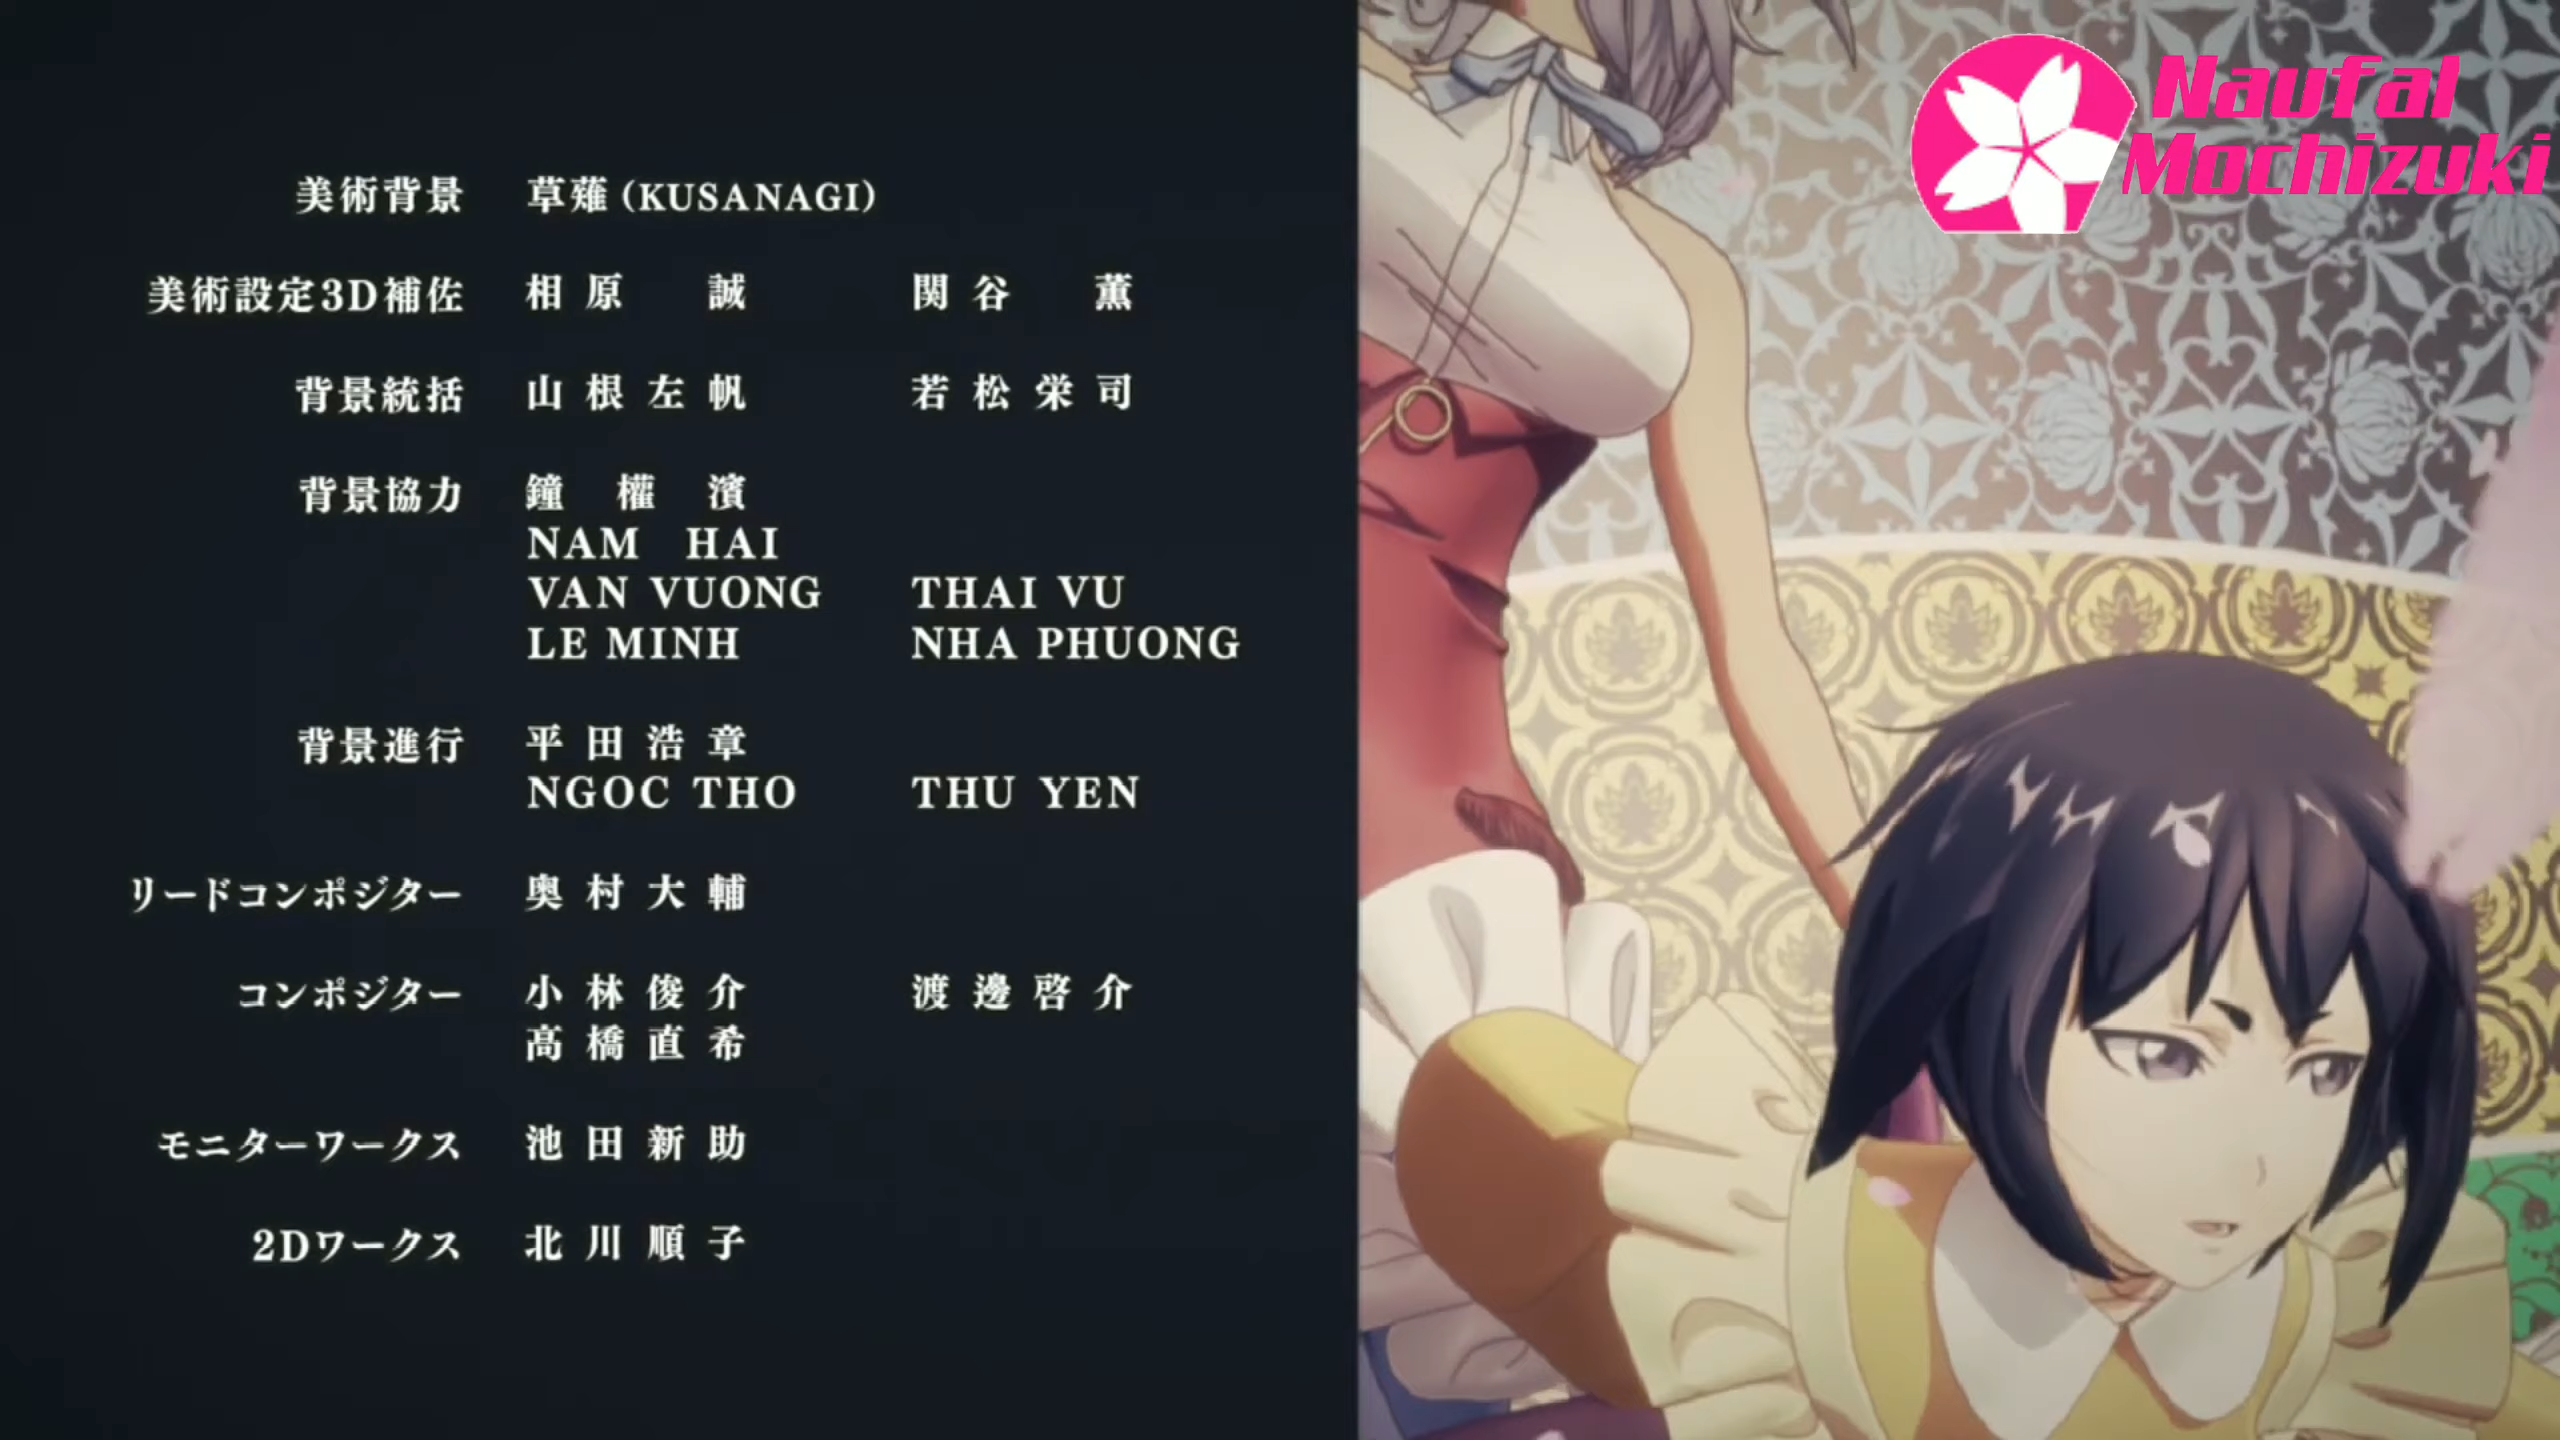 美術背景 草薙(KUSANAGI)
美術設定3D補佐 相原 誠 関谷 薫
背景統括 山根左帆 若松栄司
背景協力 鐘權濱
NAM HAI
VAN VUONG THAI VU
LE MINH NHA PHUONG
背景進行 平田浩章
NGOC THO THU YEN
リードコンポジター 奥村大輔
コンポジター 小林俊介 渡邊啓介
高橋直希
モニターワークス 池田新助
2Dワークス 北川順子
Naufal
Mochizuki